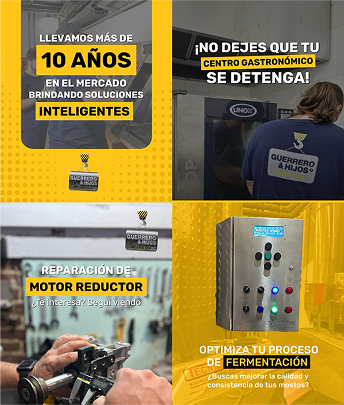 LLEVAMOS MÁS DE
10 AÑOS
EN EL MERCADO
BRINDANDO SOLUCIONES
INTELIGENTES
GUERRERO
& HIJOS
¡NO DEJES QUE TU
CENTRO GASTRONÓMICO
SE DETENGA!
UNOX
GUERRERO
& HIJOS
GUERRERO
& HIJOS
REPARACIÓN DE
MOTOR REDUCTOR
¿Te interesa? Seguí viendo
OPTIMIZA TU PROCESO
DE FERMENTACIÓN
¿Buscas mejorar la calidad y
consistencia de tus mostos?